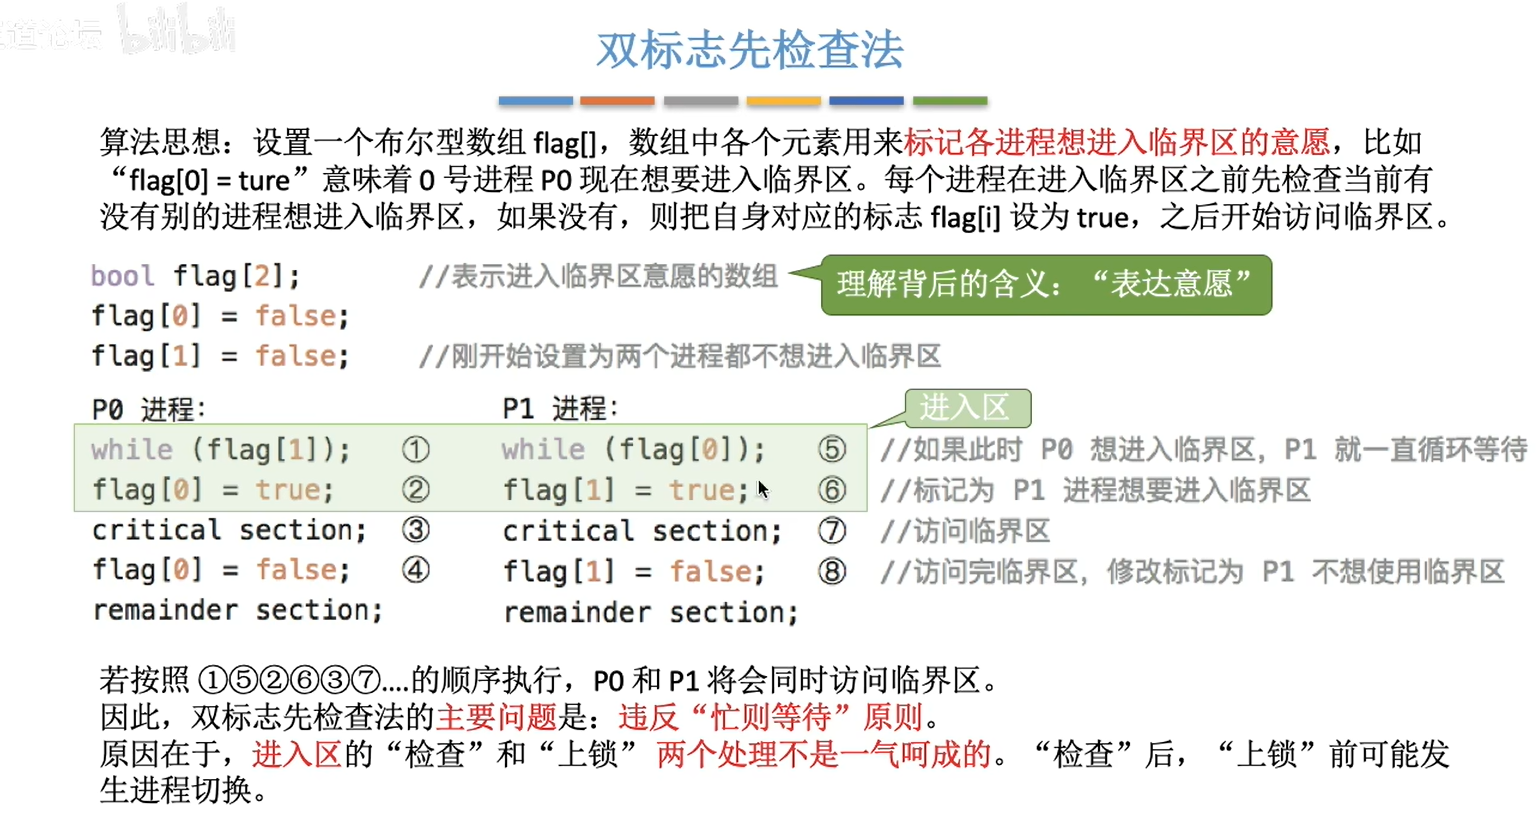 道论坛 bilibili
双标志先检查法
算法思想：设置一个布尔型数组 flag[]，数组中各个元素用来标记各进程想进入临界区的意愿，比如
“flag[0] = ture”意味着 0 号进程 P0 现在想要进入临界区。每个进程在进入临界区之前先检查当前有
没有别的进程想进入临界区，如果没有，则把自身对应的标志 flag[i] 设为 true，之后开始访问临界区。
bool flag[2]; //表示进入临界区意愿的数组
理解背后的含义：“表达意愿”
flag[0] = false;
flag[1] = false; //刚开始设置为两个进程都不想进入临界区
P0 进程： P1 进程：
进入区
while (flag[1]); ① while (flag[0]); ⑤ //如果此时 P0 想进入临界区，P1 就一直循环等待
flag[0] = true; ② flag[1] = true; ⑥ //标记为 P1 进程想要进入临界区
critical section; ③ critical section; ⑦ //访问临界区
flag[0] = false; ④ flag[1] = false; ⑧ //访问完临界区，修改标记为 P1 不想使用临界区
remainder section; remainder section;
若按照 ①⑤②⑥③⑦....的顺序执行，P0 和 P1 将会同时访问临界区。
因此，双标志先检查法的主要问题是：违反“忙则等待”原则。
原因在于，进入区的“检查”和“上锁” 两个处理不是一气呵成的。“检查”后，“上锁”前可能发
生进程切换。